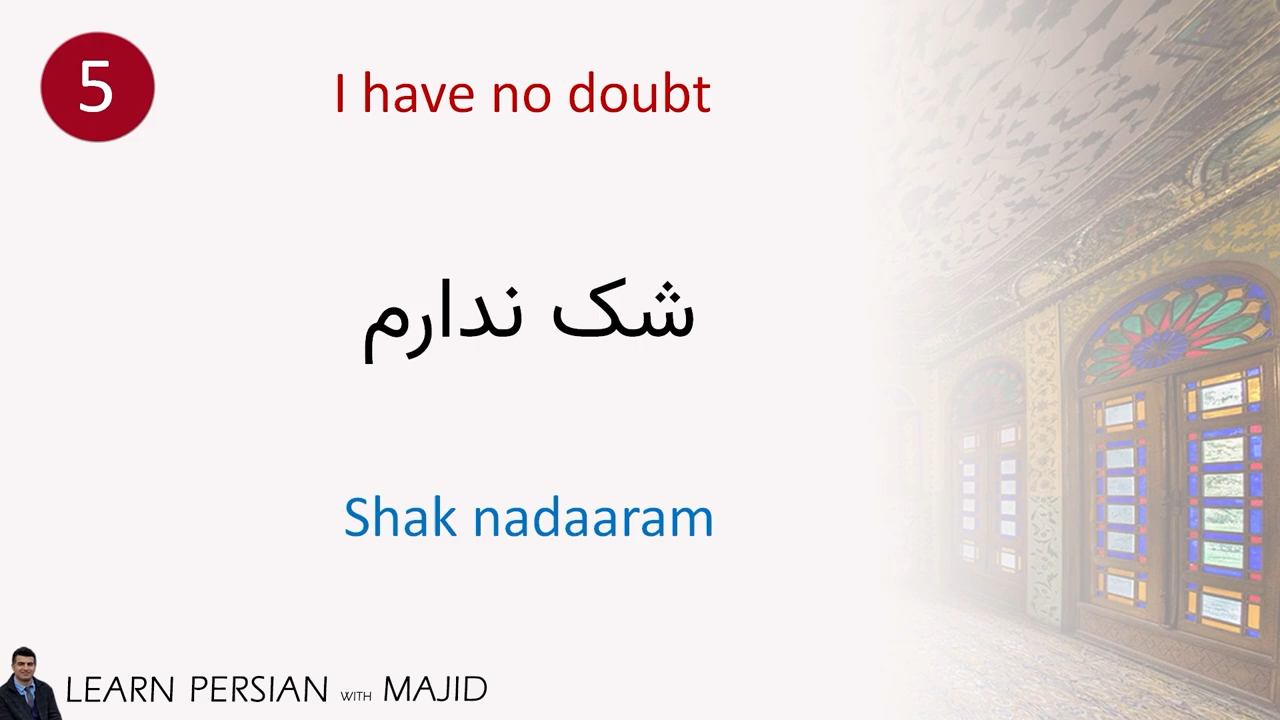 5
I have no doubt
شک ندارم
Shak nadaaram
LEARN PERSIAN WITH MAJID